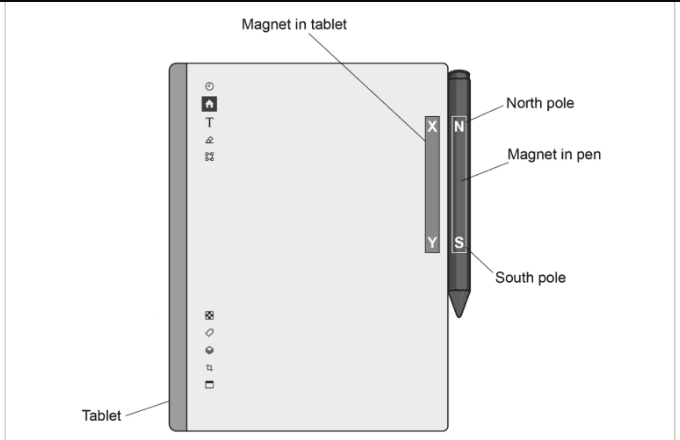 Magnet in tablet
North pole
T
X N
Magnet in pen
Y S
South pole
Tablet